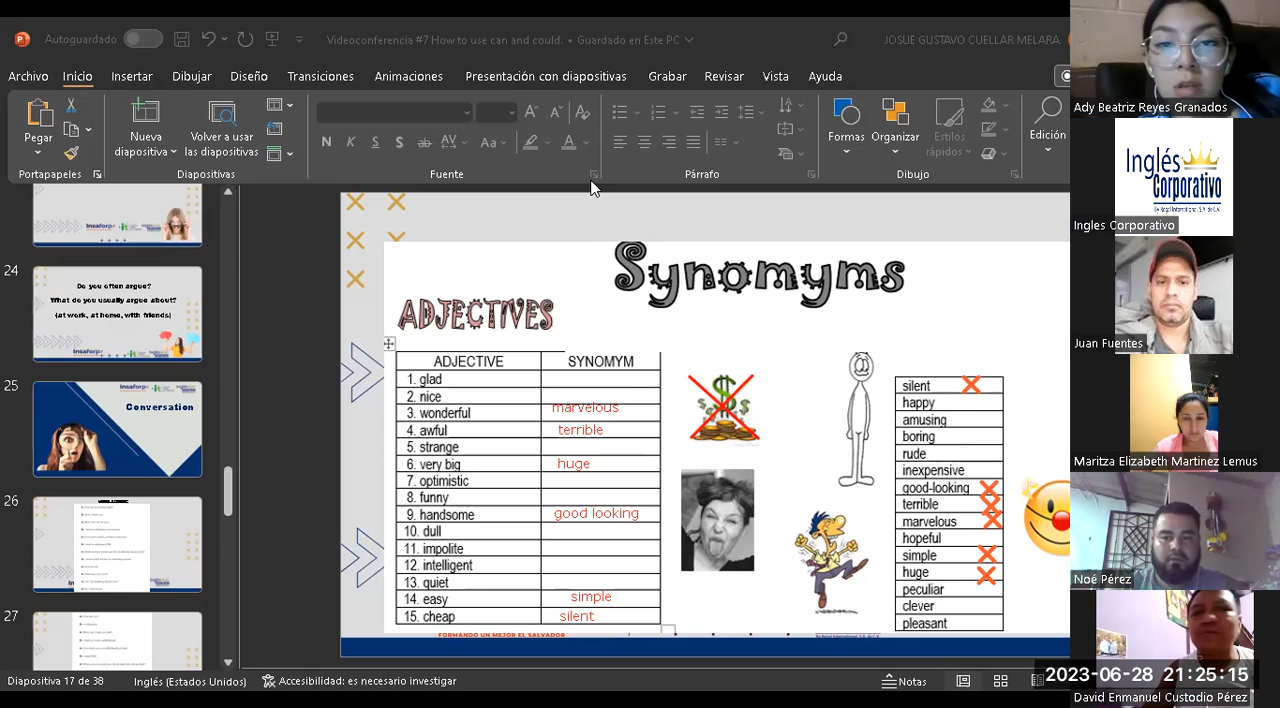 Autoguardado
Videoconferencia #7 How to use can and could. • Guardado en Este PC
JOSUE GUSTAVO CUELLAR MELARA
Archivo Inicio Insertar Dibujar Diseño Transiciones Animaciones Presentación con diapositivas Grabar Revisar Vista Ayuda
Pegar
Nueva diapositiva
Volver a usar las diapositivas
N K S S ab AV Aa A
Formas
Organizar
Estilos rápidos
Edición
Portapapeles Diapositivas Fuente Párrafo Dibujo
24
Do you often argue?
What do you usually argue about?
(at work, at home, with friends)
25
Conversation
26
27
Synomyms
ADJECTIVES
ADJECTIVE SYNOMYM
1. glad
2. nice
3. wonderful marvelous
4. awful terrible
5. strange
6. very big huge
7. optimistic
8. funny
9. handsome good looking
10. dull
11. impolite
12. intelligent
13. quiet
14. easy simple
15. cheap silent
silent
happy
amusing
boring
rude
inexpensive
good-looking
terrible
marvelous
hopeful
simple
huge
peculiar
clever
pleasant
FORMANDO UN MEJOR EL SALVADOR
Diapositiva 17 de 38
Inglés (Estados Unidos)
Accesibilidad: es necesario investigar
Notas
Ady Beatriz Reyes Granados
Inglés
Corporativo
Ingles Corporativo
Juan Fuentes
Maritza Elizabeth Martinez Lemus
Noé Pérez
2023-06-28 21:25:15
David Enmanuel Custodio Pérez